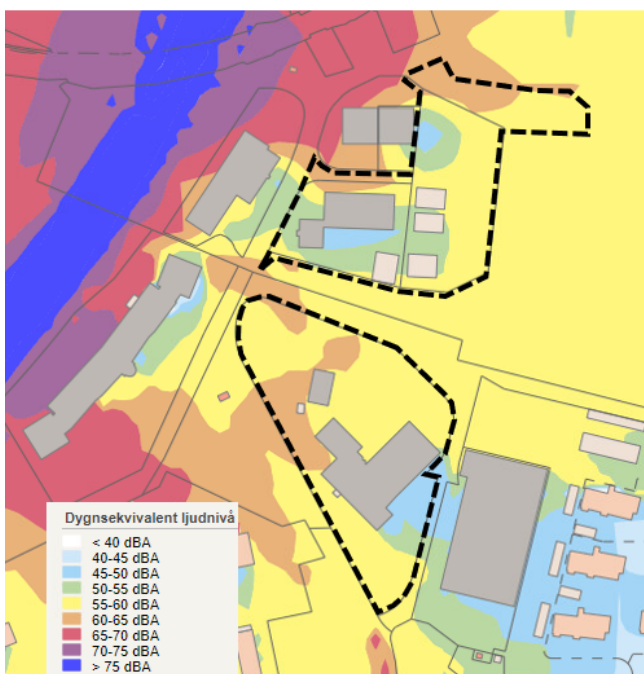 Dygnsekvivalent ljudnivå
< 40 dBA
40-45 dBA
45-50 dBA
50-55 dBA
55-60 dBA
60-65 dBA
65-70 dBA
70-75 dBA
> 75 dBA